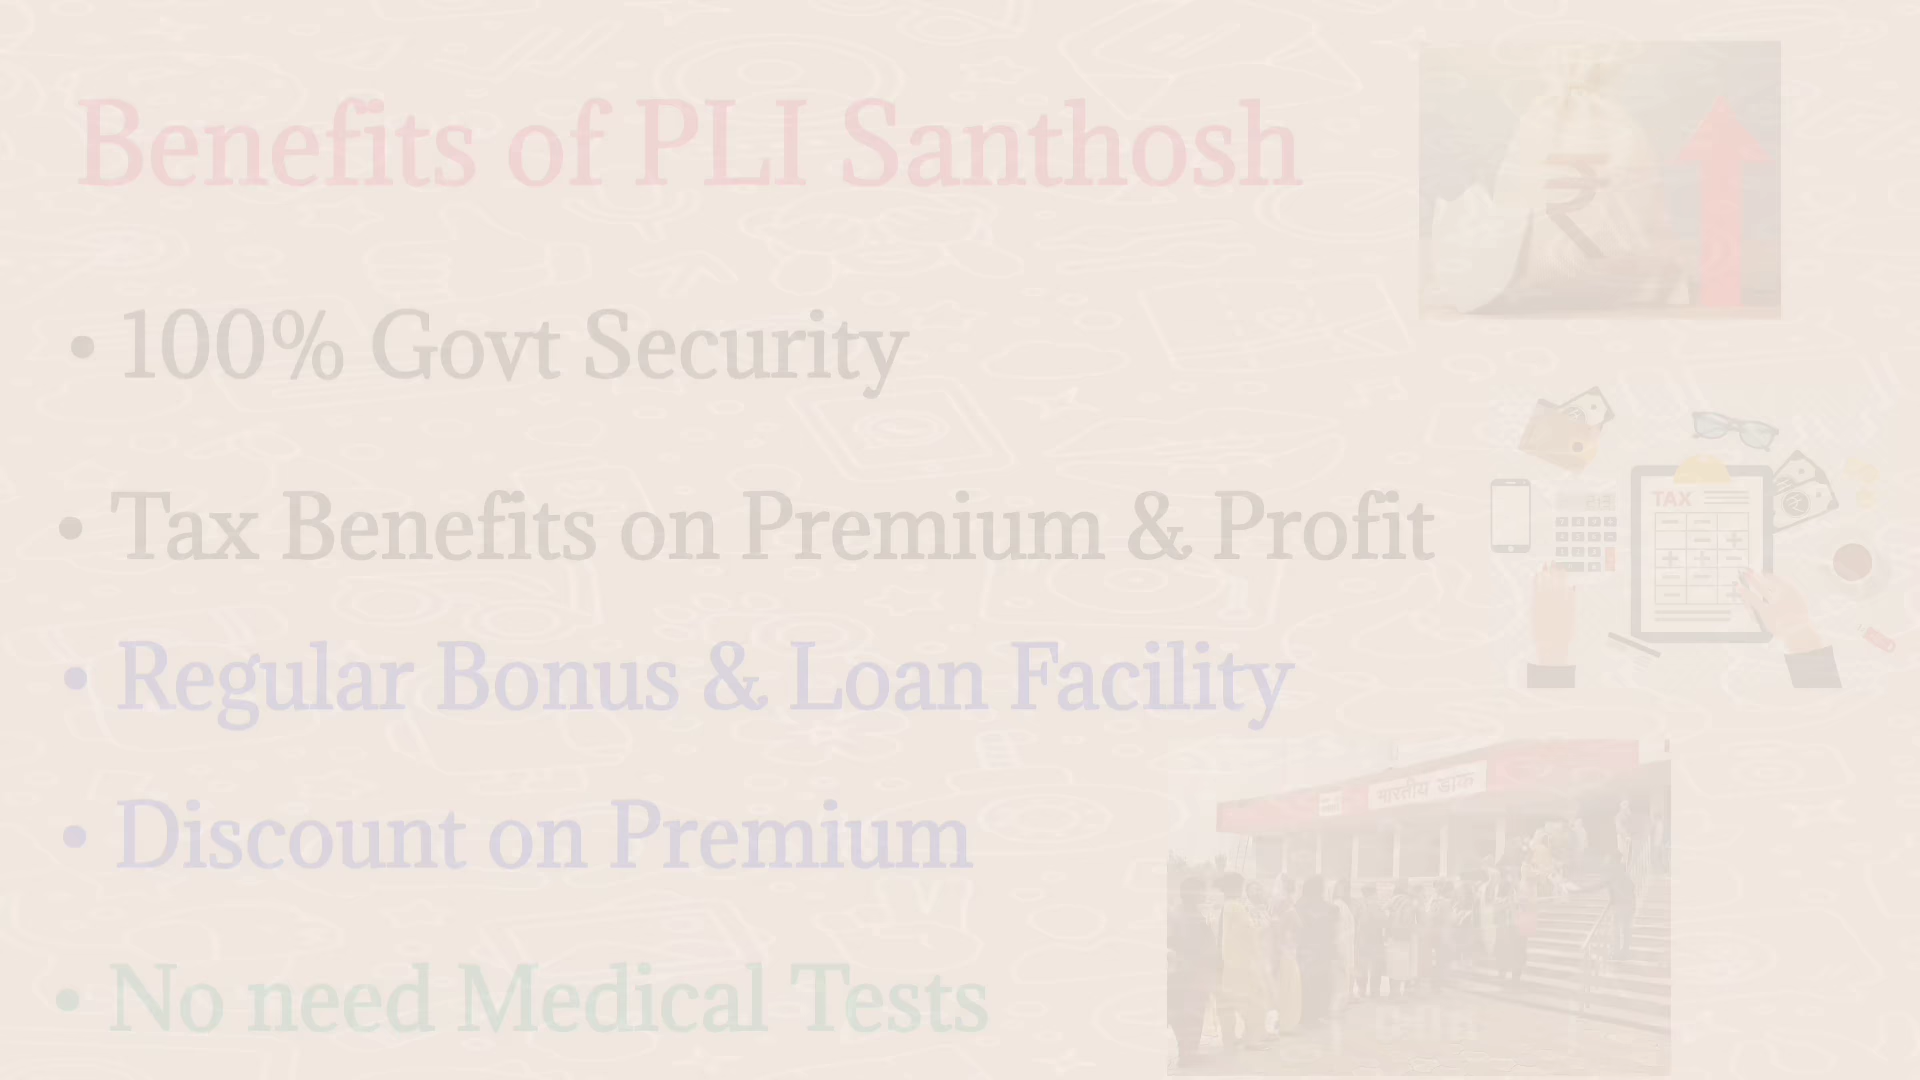 Benefits of PLI Santhosh
• 100% Govt Security
• Tax Benefits on Premium & Profit
TAX
• Regular Bonus & Loan Facility
भारतीय डाक
• Discount on Premium
• No need Medical Tests